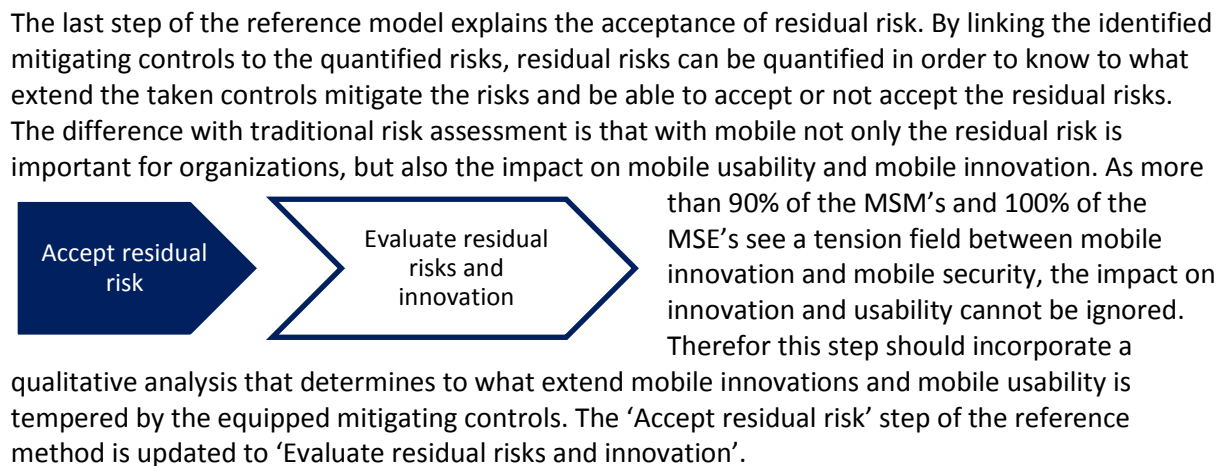 The last step of the reference model explains the acceptance of residual risk. By linking the identified
mitigating controls to the quantified risks, residual risks can be quantified in order to know to what
extend the taken controls mitigate the risks and be able to accept or not accept the residual risks.
The difference with traditional risk assessment is that with mobile not only the residual risk is
important for organizations, but also the impact on mobile usability and mobile innovation. As more
Accept residual
risk
Evaluate residual
risks and
innovation
than 90% of the MSM's and 100% of the
MSE's see a tension field between mobile
innovation and mobile security, the impact on
innovation and usability cannot be ignored.
Therefor this step should incorporate a
qualitative analysis that determines to what extend mobile innovations and mobile usability is
tempered by the equipped mitigating controls. The ‘Accept residual risk’ step of the reference
method is updated to ‘Evaluate residual risks and innovation’.